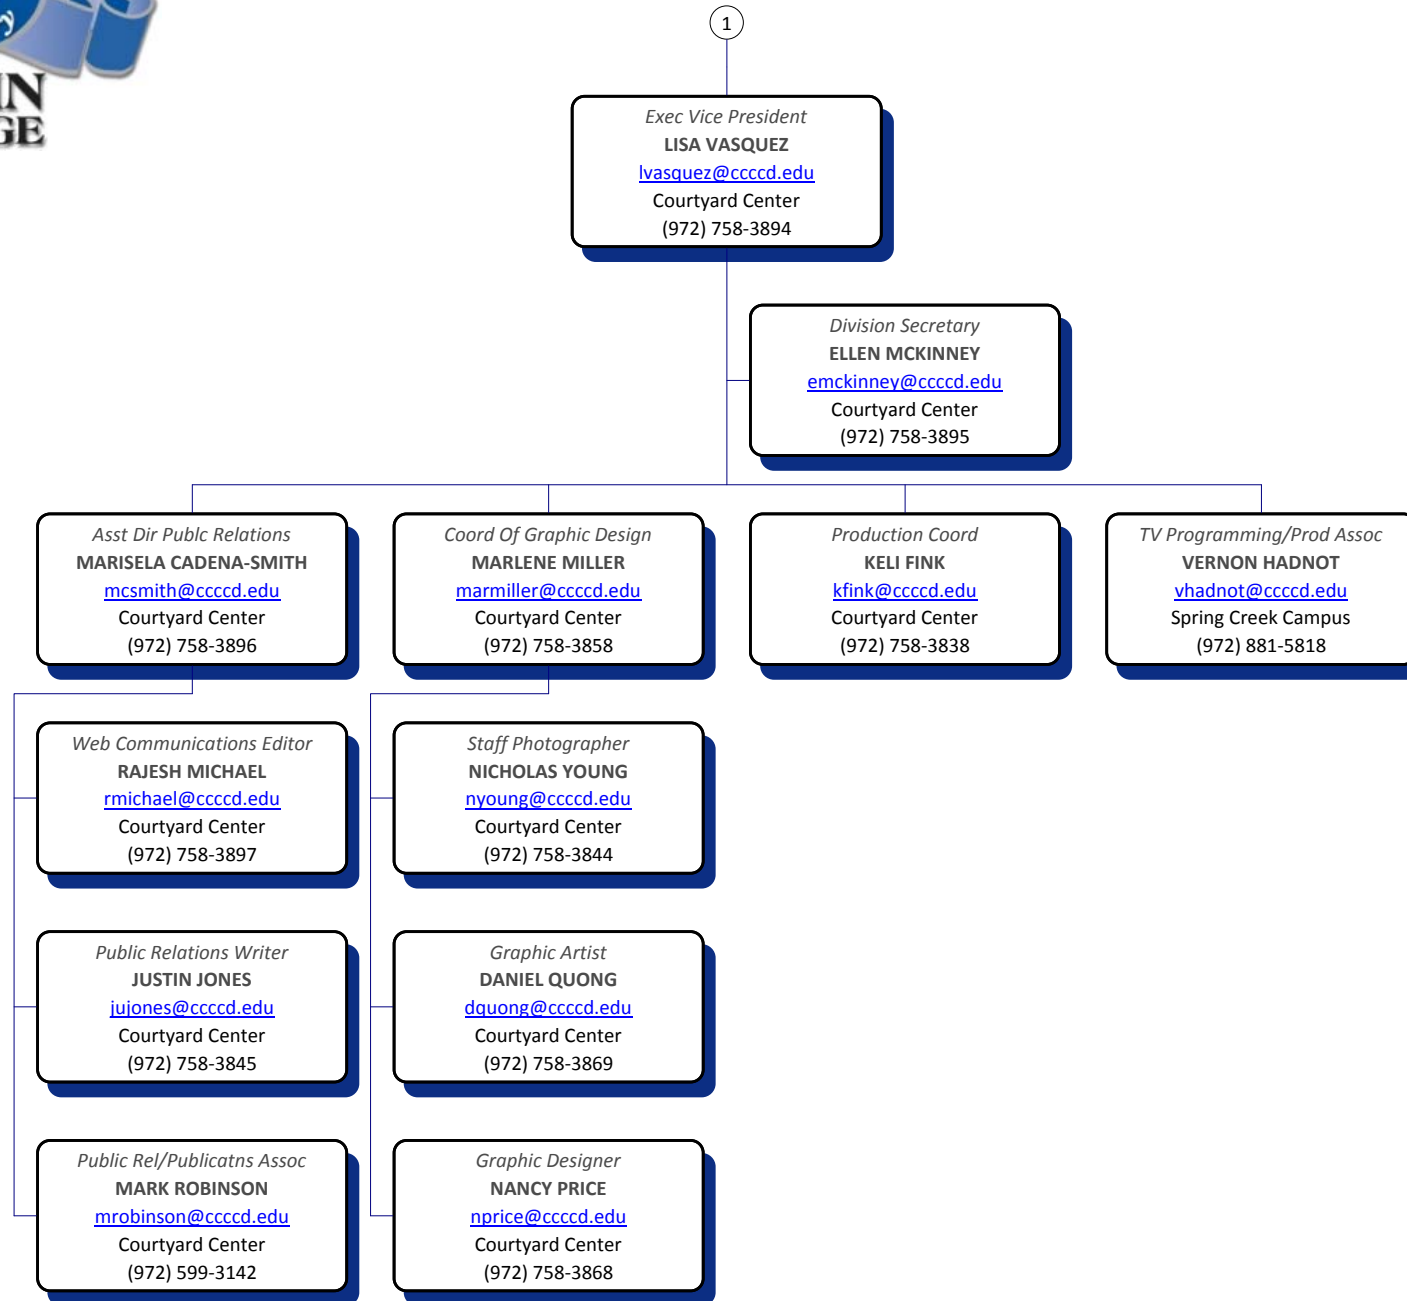 y
IN
GE
1
Exec Vice President
LISA VASQUEZ
lvasquez@ccccd.edu
Courtyard Center
(972) 758-3894
Division Secretary
ELLEN MCKINNEY
emckinney@ccccd.edu
Courtyard Center
(972) 758-3895
Asst Dir Publc Relations
MARISELA CADENA-SMITH
mcsmith@ccccd.edu
Courtyard Center
(972) 758-3896
Coord Of Graphic Design
MARLENE MILLER
marmiller@ccccd.edu
Courtyard Center
(972) 758-3858
Production Coord
KELI FINK
kfink@ccccd.edu
Courtyard Center
(972) 758-3838
TV Programming/Prod Assoc
VERNON HADNOT
vhadnot@ccccd.edu
Spring Creek Campus
(972) 881-5818
Web Communications Editor
RAJESH MICHAEL
rmichael@ccccd.edu
Courtyard Center
(972) 758-3897
Staff Photographer
NICHOLAS YOUNG
nyoung@ccccd.edu
Courtyard Center
(972) 758-3844
Public Relations Writer
JUSTIN JONES
jujones@ccccd.edu
Courtyard Center
(972) 758-3845
Graphic Artist
DANIEL QUONG
dquong@ccccd.edu
Courtyard Center
(972) 758-3869
Public Rel/Publicatns Assoc
MARK ROBINSON
mrobinson@ccccd.edu
Courtyard Center
(972) 599-3142
Graphic Designer
NANCY PRICE
nprice@ccccd.edu
Courtyard Center
(972) 758-3868